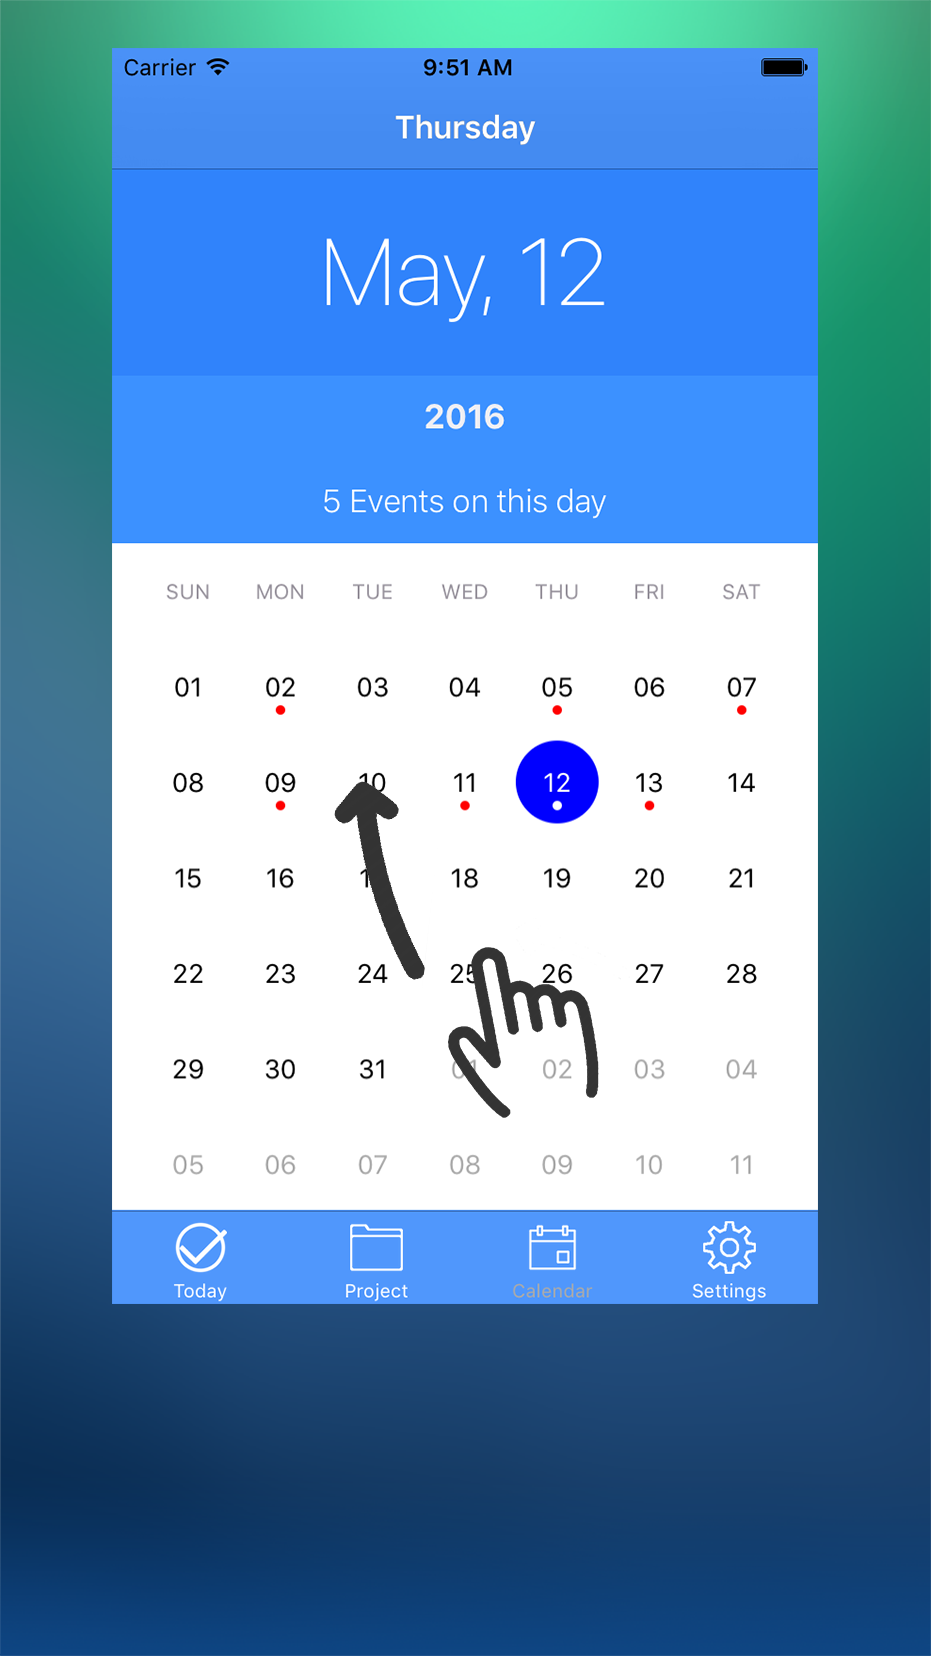 Carrier 9:51 AM
Thursday
May, 12
2016
5 Events on this day
SUN MON TUE WED THU FRI SAT
01 02 03 04 05 06 07
08 09 10 11 12 13 14
15 16 18 19 20 21
22 23 24 25 26 27 28
29 30 31 01 02 03 04
05 06 07 08 09 10 11
Today Project Calendar Settings